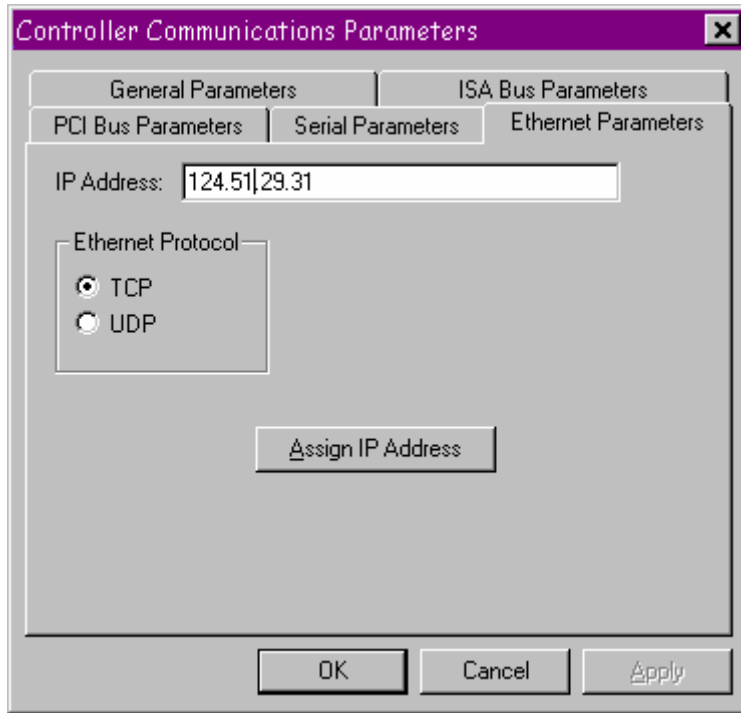 Controller Communications Parameters
General Parameters ISA Bus Parameters
PCI Bus Parameters Serial Parameters Ethernet Parameters
IP Address: 124.51.29.31
Ethernet Protocol
TCP
UDP
Assign IP Address
OK Cancel Apply